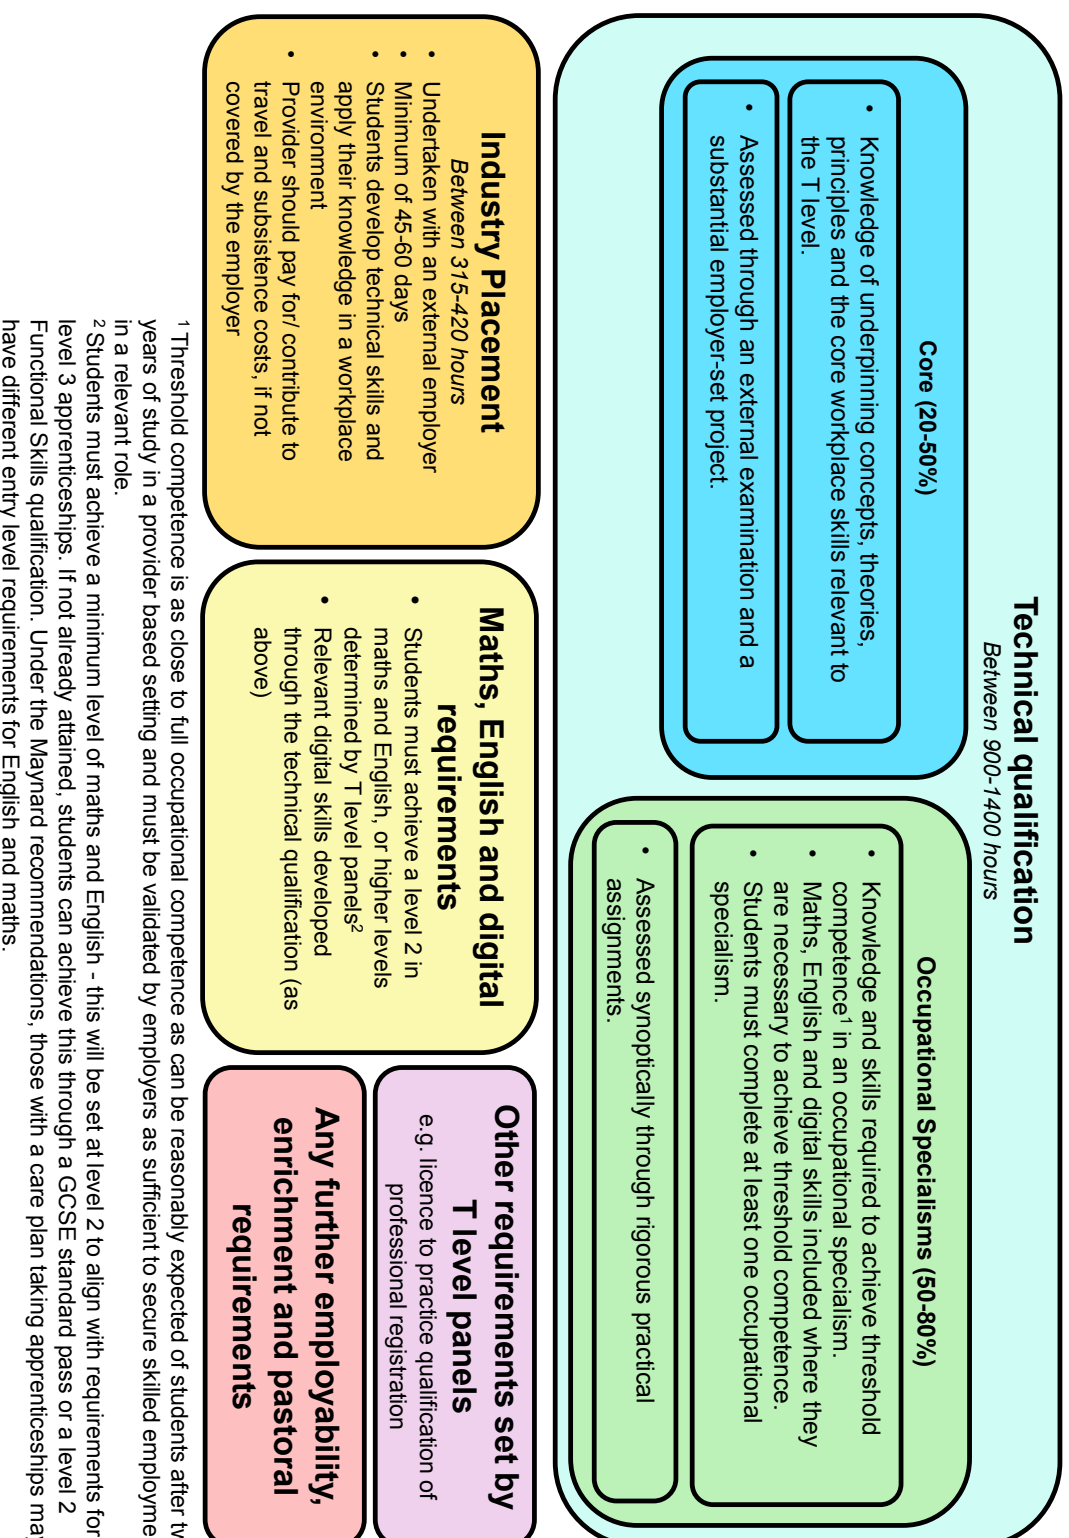 Technical qualification
Between 900-1400 hours
Core (20-50%)
• Knowledge of underpinning concepts, theories,
principles and the core workplace skills relevant to
the T level.
• Assessed through an external examination and a
substantial employer-set project.
Occupational Specialisms (50-80%)
• Knowledge and skills required to achieve threshold
competence¹ in an occupational specialism.
• Maths, English and digital skills included where they
are necessary to achieve threshold competence.
• Students must complete at least one occupational
specialism.
• Assessed synoptically through rigorous practical
assignments.
Industry Placement
Between 315-420 hours
• Undertaken with an external employer
• Minimum of 45-60 days
• Students develop technical skills and
apply their knowledge in a workplace
environment
• Provider should pay for/ contribute to
travel and subsistence costs, if not
covered by the employer
Maths, English and digital
requirements
• Students must achieve a level 2 in
maths and English, or higher levels
determined by T level panels²
• Relevant digital skills developed
through the technical qualification (as
above)
Other requirements set by
T level panels
e.g. licence to practice qualification of
professional registration
Any further employability,
enrichment and pastoral
requirements
¹ Threshold competence is as close to full occupational competence as can be reasonably expected of students after
years of study in a provider based setting and must be validated by employers as sufficient to secure skilled
in a relevant role.
² Students must achieve a minimum level of maths and English - this will be set at level 2 to align with requirements for
level 3 apprenticeships. If not already attained, students can achieve this through a GCSE standard pass or a level 2
Functional Skills qualification. Under the Maynard recommendations, those with a care plan taking apprenticeships may
have different entry level requirements for English and maths.